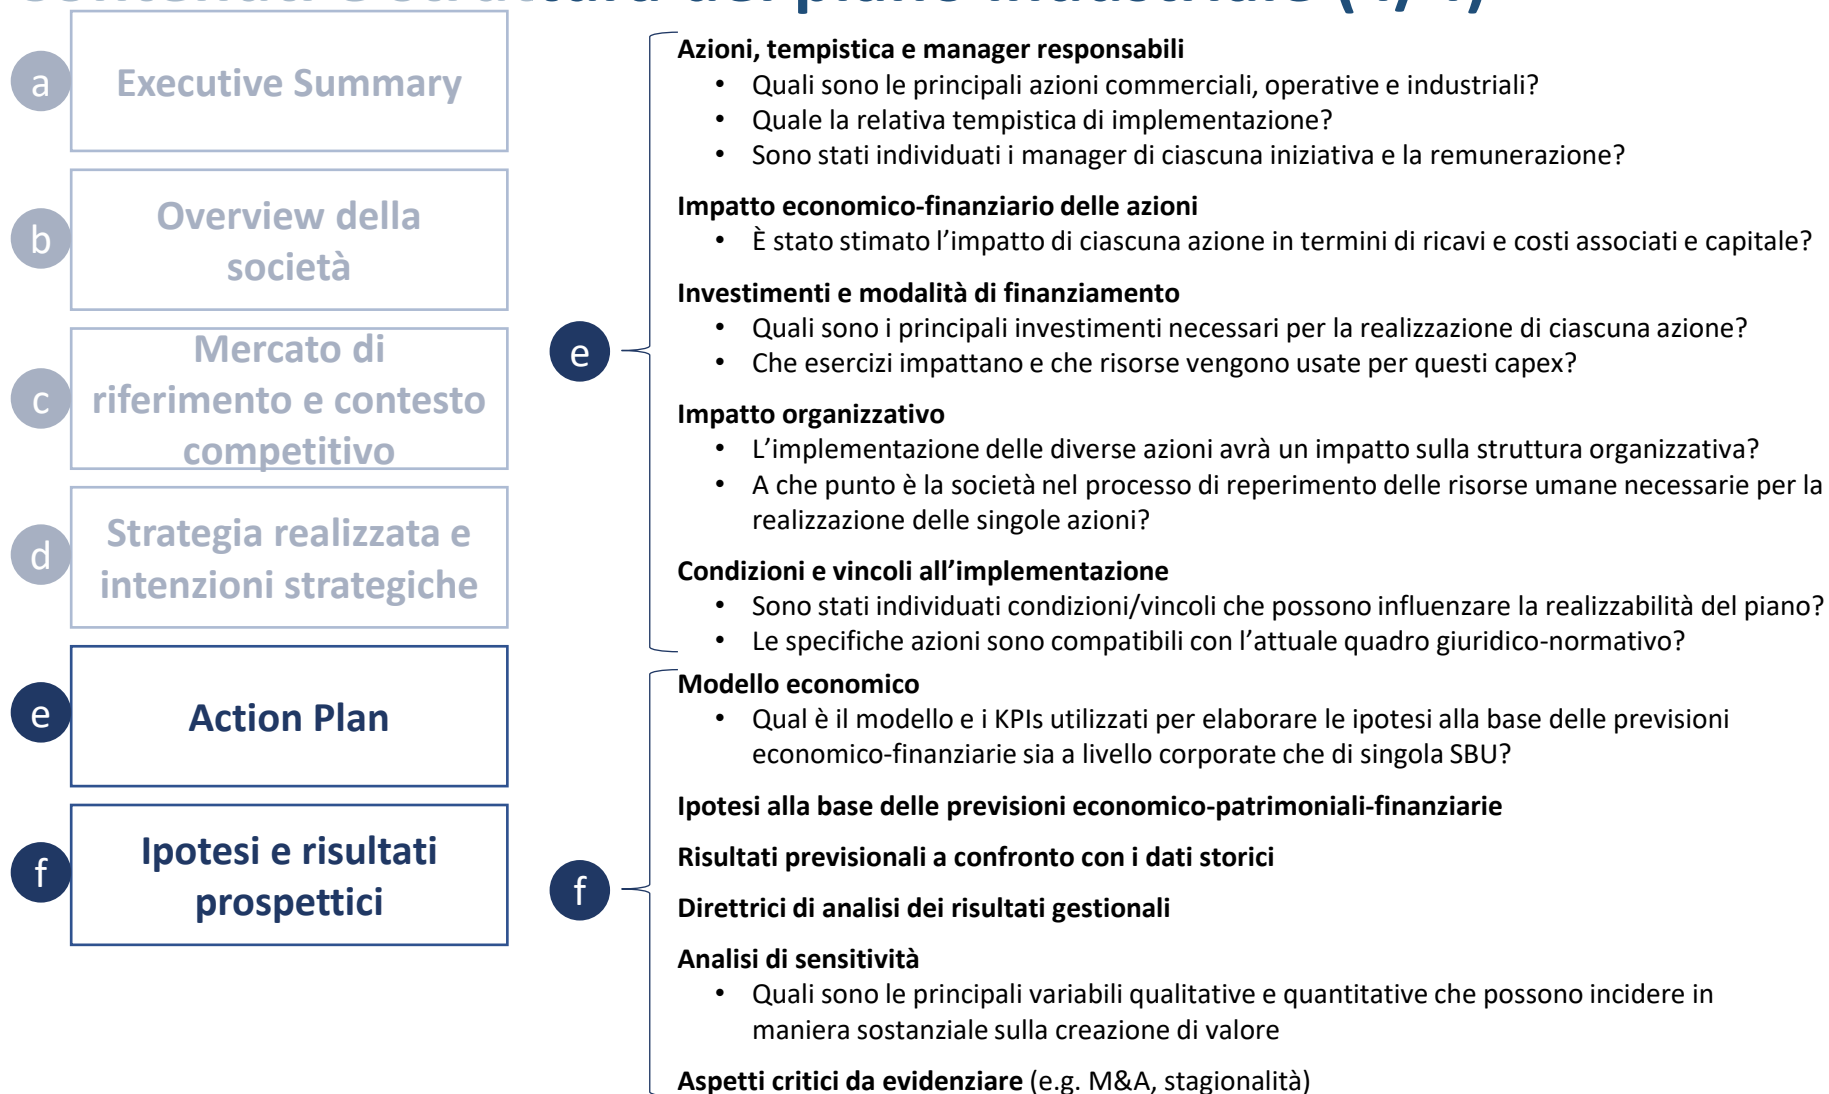 a
Executive Summary
b
Overview della
società
c
Mercato di
riferimento e contesto
competitivo
d
Strategia realizzata e
intenzioni strategiche
e
Action Plan
f
Ipotesi e risultati
prospettici
e
Azioni, tempistica e manager responsabili
• Quali sono le principali azioni commerciali, operative e industriali?
• Quale la relativa tempistica di implementazione?
• Sono stati individuati i manager di ciascuna iniziativa e la remunerazione?
Impatto economico-finanziario delle azioni
• È stato stimato l’impatto di ciascuna azione in termini di ricavi e costi associati e capitale?
Investimenti e modalità di finanziamento
• Quali sono i principali investimenti necessari per la realizzazione di ciascuna azione?
• Che esercizi impattano e che risorse vengono usate per questi capex?
Impatto organizzativo
• L’implementazione delle diverse azioni avrà un impatto sulla struttura organizzativa?
• A che punto è la società nel processo di reperimento delle risorse umane necessarie per la
realizzazione delle singole azioni?
Condizioni e vincoli all’implementazione
• Sono stati individuati condizioni/vincoli che possono influenzare la realizzabilità del piano?
• Le specifiche azioni sono compatibili con l’attuale quadro giuridico-normativo?
f
Modello economico
• Qual è il modello e i KPIs utilizzati per elaborare le ipotesi alla base delle previsioni
economico-finanziarie sia a livello corporate che di singola SBU?
Ipotesi alla base delle previsioni economico-patrimoniali-finanziarie
Risultati previsionali a confronto con i dati storici
Direttrici di analisi dei risultati gestionali
Analisi di sensitività
• Quali sono le principali variabili qualitative e quantitative che possono incidere in
maniera sostanziale sulla creazione di valore
Aspetti critici da evidenziare (e.g. M&A, stagionalità)